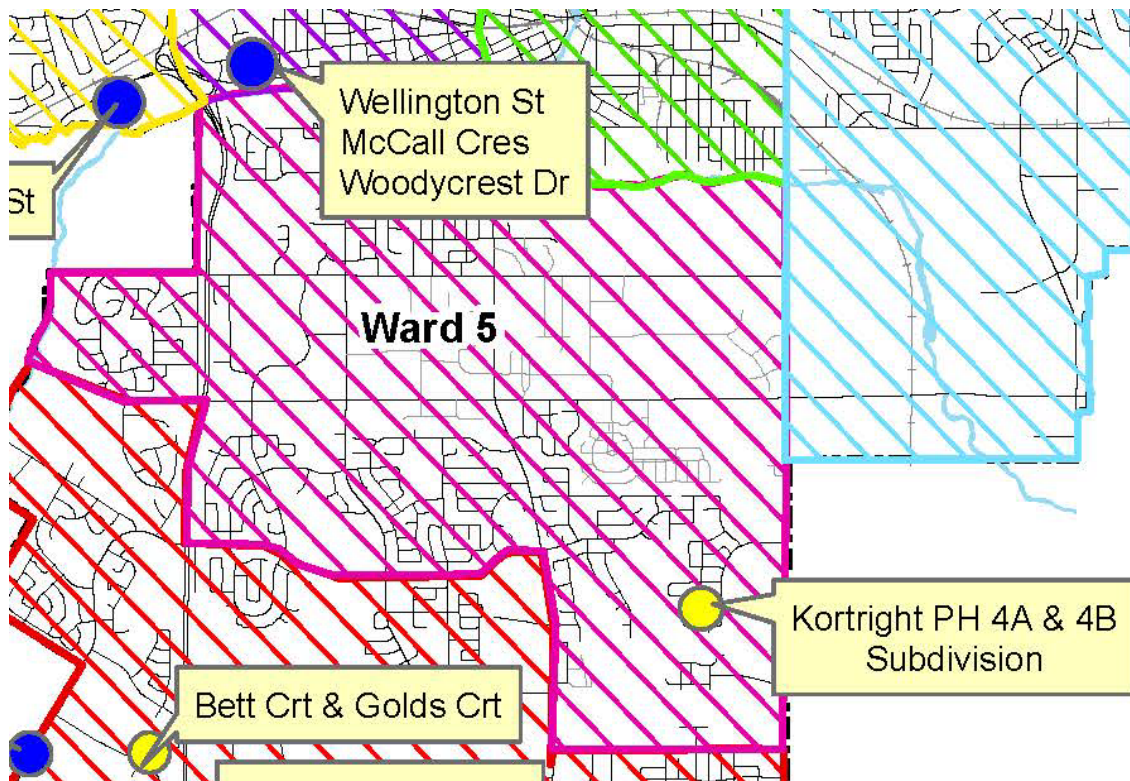 Wellington St
McCall Cres
Woodycrest Dr
St
Ward 5
Kortright PH 4A & 4B
Subdivision
Bett Crt & Golds Crt